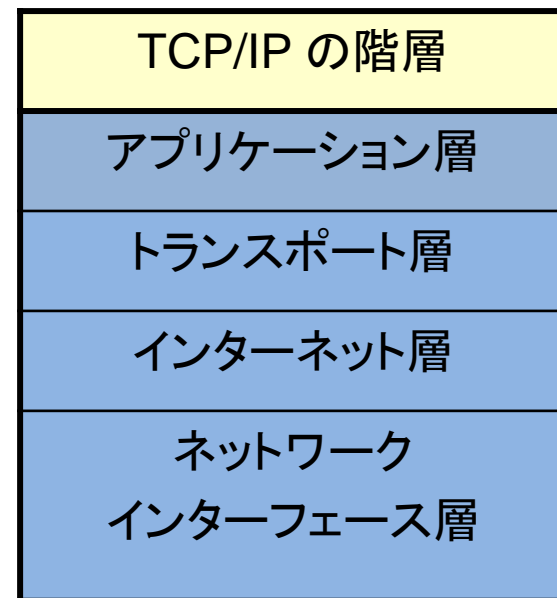 TCP/IP の階層
アプリケーション層
トランスポート層
インターネット層
ネットワーク
インターフェース層